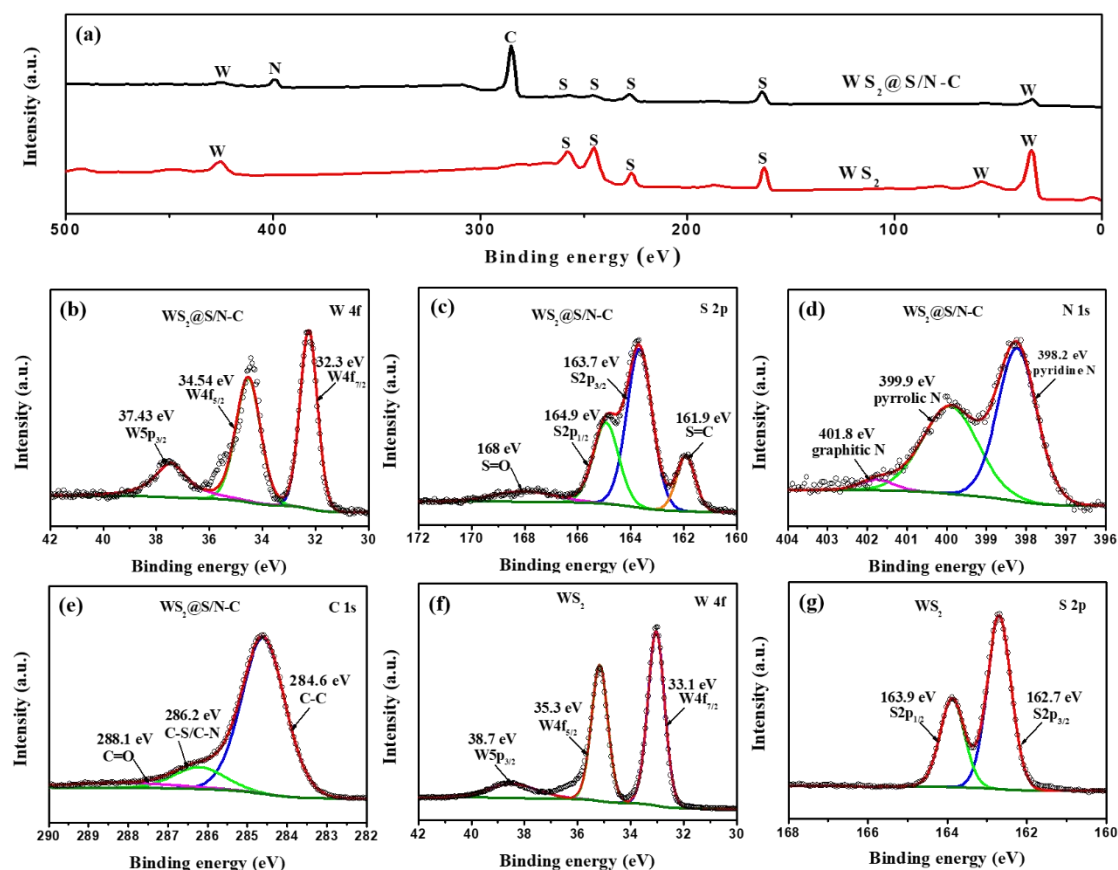 (a)
C
W
N
S
S
S
S
W
WS2@S/N-C
W
S
S
S
S
WS2
W
W
Intensity (a.u.)
500
400
300
200
100
0
Binding energy (eV)
(b)
WS2@S/N-C
W 4f
32.3 eV
W4f7/2
34.54 eV
W4f5/2
37.43 eV
W5p3/2
Intensity (a.u.)
42 40 38 36 34 32 30
Binding energy (eV)
(c)
WS2@S/N-C
S 2p
163.7 eV
S2p3/2
164.9 eV
S2p1/2
161.9 eV
S=C
168 eV
S=O
Intensity (a.u.)
172 170 168 166 164 162 160
Binding energy (eV)
(d)
WS2@S/N-C
N 1s
398.2 eV
pyridine N
399.9 eV
pyrrolic N
401.8 eV
graphitic N
Intensity (a.u.)
404 403 402 401 400 399 398 397 396
Binding energy (eV)
(e)
WS2@S/N-C
C 1s
284.6 eV
C-C
286.2 eV
C-S/C-N
288.1 eV
C=O
Intensity (a.u.)
290 289 288 287 286 285 284 283 282
Binding energy (eV)
(f)
WS2
W 4f
33.1 eV
W4f7/2
35.3 eV
W4f5/2
38.7 eV
W5p3/2
Intensity (a.u.)
42 39 36 33 30
Binding energy (eV)
(g)
WS2
S 2p
163.9 eV
S2p1/2
162.7 eV
S2p3/2
Intensity (a.u.)
168 166 164 162 160
Binding energy (eV)